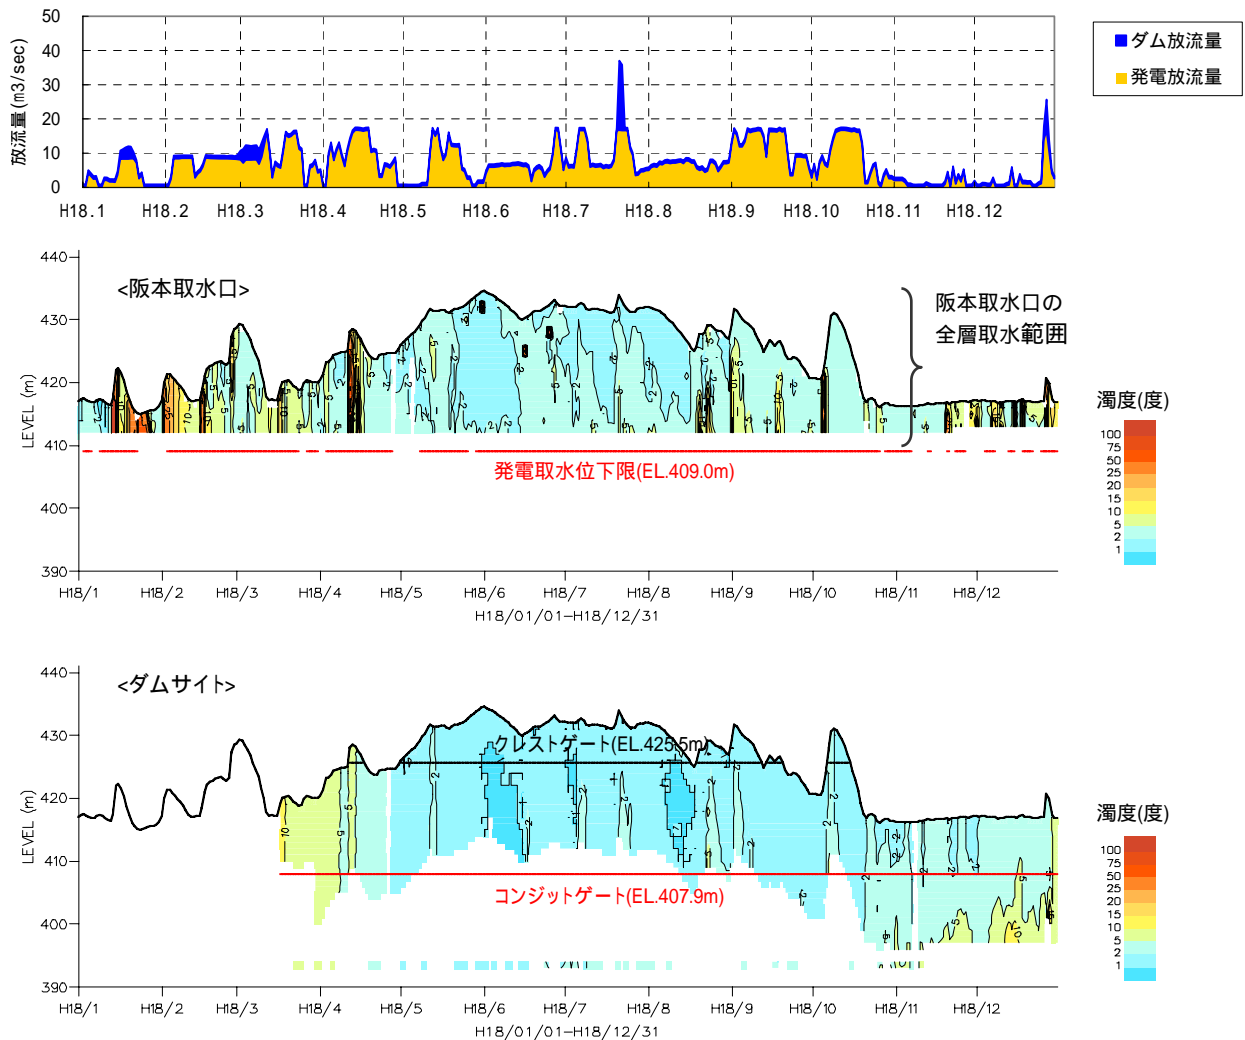 50
40
30
20
10
0
放流量(m3/sec)
H18.1 H18.2 H18.3 H18.4 H18.5 H18.6 H18.7 H18.8 H18.9 H18.10 H18.11 H18.12
ダム放流量
発電放流量
440
430
420
410
400
390
LEVEL (m)
<阪本取水口>
阪本取水口の
全層取水範囲
発電取水位下限(EL.409.0m)
H18/1 H18/2 H18/3 H18/4 H18/5 H18/6 H18/7 H18/8 H18/9 H18/10 H18/11 H18/12
H18/01/01-H18/12/31
濁度(度)
100
75
50
25
20
15
10
5
2
1
440
430
420
410
400
390
LEVEL (m)
<ダムサイト>
クレストゲート(EL.425.5m)
コンジットゲート(EL.407.9m)
H18/1 H18/2 H18/3 H18/4 H18/5 H18/6 H18/7 H18/8 H18/9 H18/10 H18/11 H18/12
H18/01/01-H18/12/31
濁度(度)
100
75
50
25
20
15
10
5
2
1